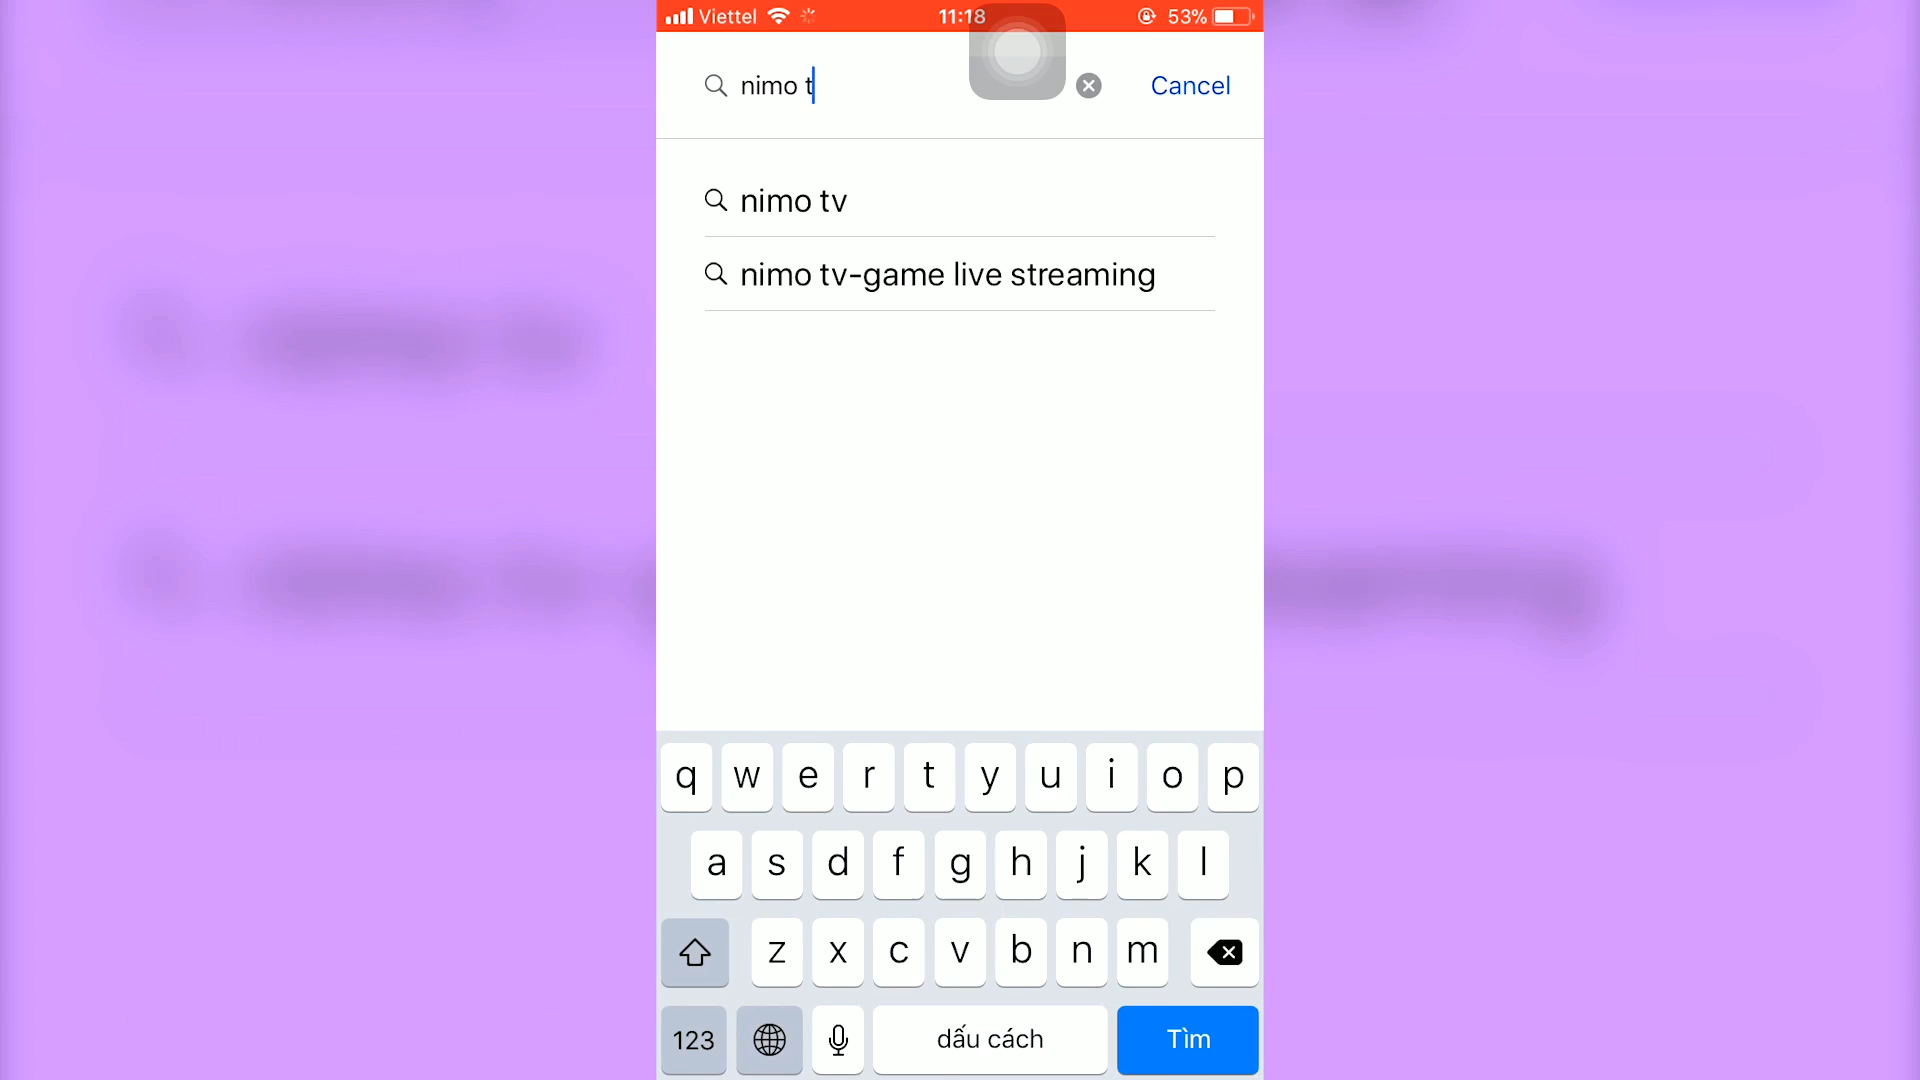 Viettel 11:18 53%
nimo t Cancel
nimo tv
nimo tv-game live streaming
q w e r t y u i o p
a s d f g h j k l
z x c v b n m
123 dấu cách Tìm